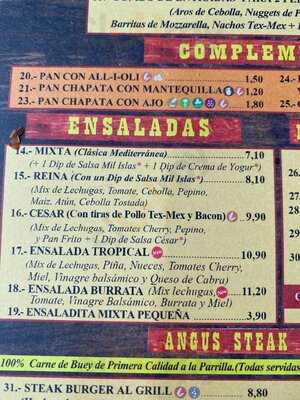 (Aros de Cebolla, Nuggets de
Barritas de Mozzarella, Nachos Tex-Mex +
COMPLEM
20.- PAN CON ALL-I-OLI 1,50
21.- PAN CHAPATA CON MANTEQUILLA 1,20
23.- PAN CHAPATA CON AJO 1,80
24.-
25.-
ENSALADAS
14.- MIXTA (Clásica Mediterránea) 7,10
(+ 1 Dip de Salsa Mil Islas* + 1 Dip de Crema de Yogur*)
15.- REINA (Con un Dip de Salsa Mil Islas*) 8,10
(Mix de Lechugas, Tomate, Cebolla, Pepino,
Maíz. Atún, Cebolla Tostada)
16.- CESAR (Con tiras de Pollo Tex-Mex y Bacon) 9,90
(Mix de Lechugas, Tomates Cherry, Pepino,
y Pan Frito + 1 Dip de Salsa César*)
17.- ENSALADA TROPICAL 10,90
(Mix de Lechugas, Piña, Nueces, Tomates Cherry,
Miel, Vinagre balsámico y Queso de Cabra)
18.- ENSALADA BURRATA (Mix lechugas, 11,20
Tomate, Vinagre Balsámico, Burrata y Miel)
19.- ENSALADITA MIXTA PEQUEÑA 3,90
ANGUS STEAK
100% Carne de Buey de Primera Calidad a la Parrilla.(Todas servidas
31.- STEAK BURGER AL GRILL 8,80